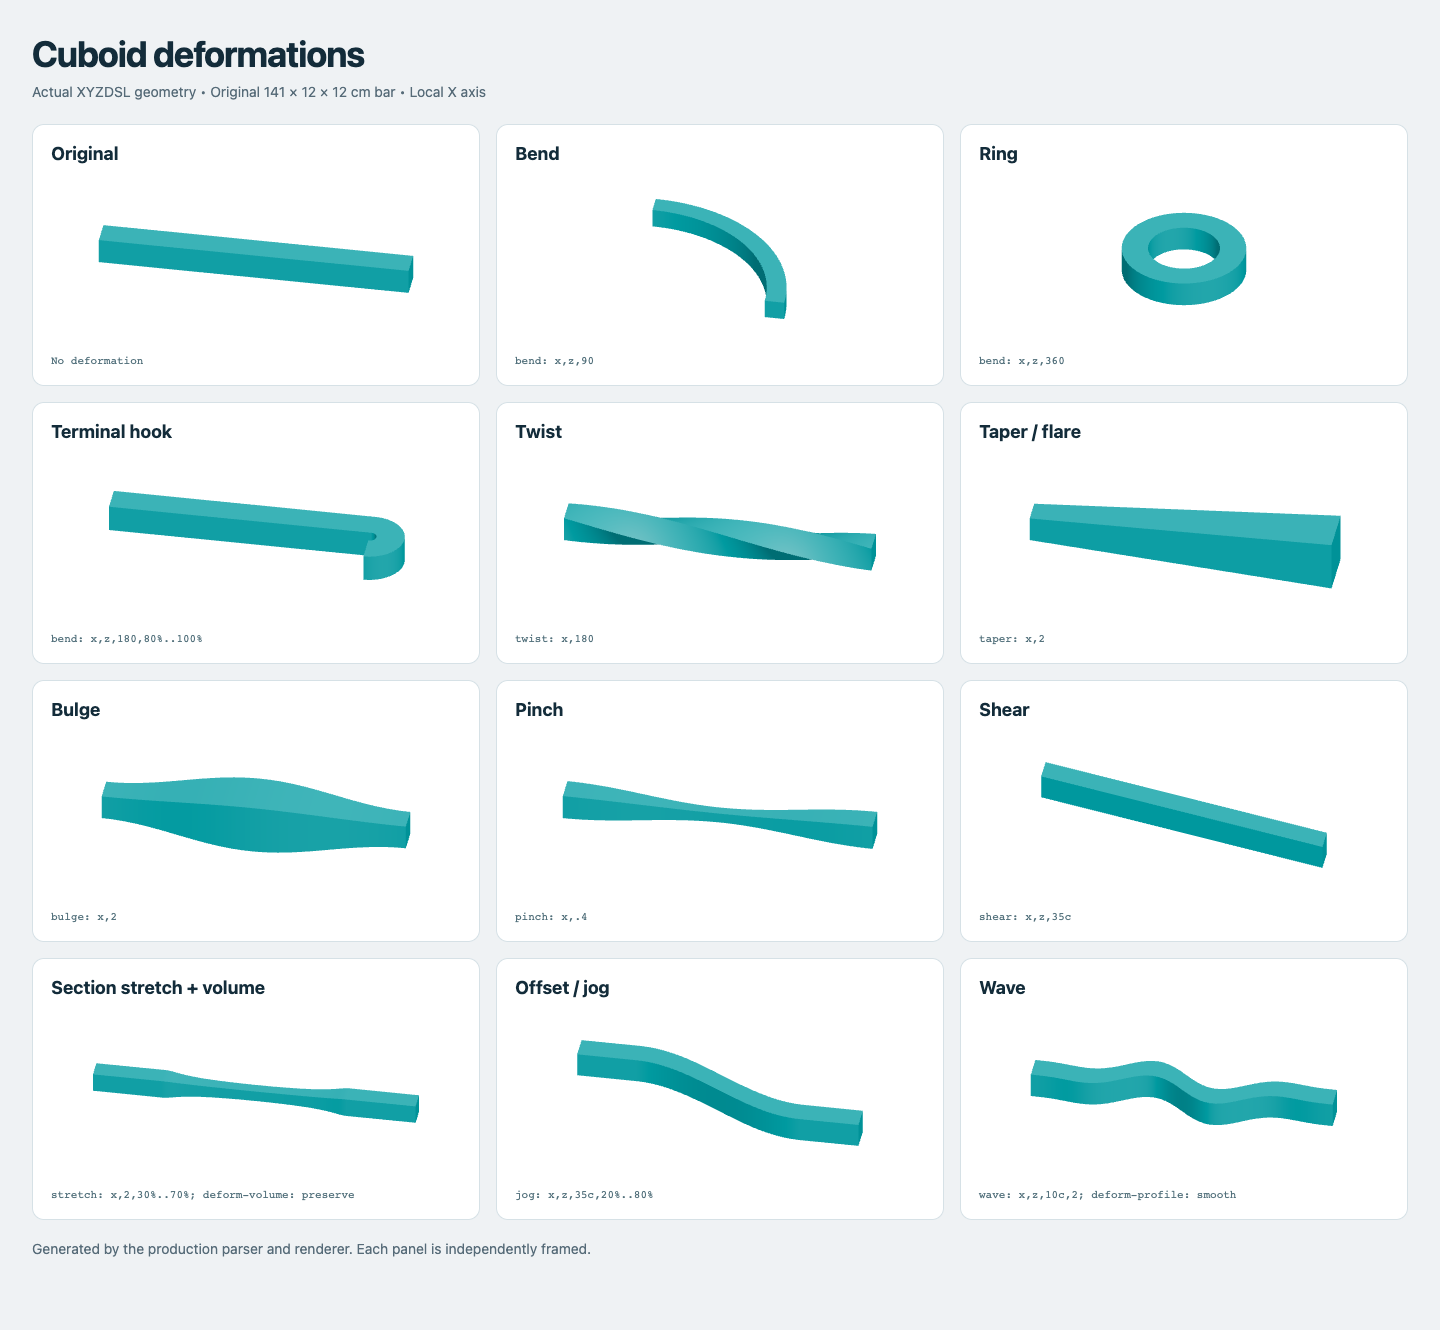 Cuboid deformations
Actual XYZDSL geometry • Original 141 × 12 × 12 cm bar • Local X axis
Original
No deformation
Bend
bend: x,z,90
Ring
bend: x,z,360
Terminal hook
bend: x,z,180,80%..100%
Twist
twist: x,180
Taper / flare
taper: x,2
Bulge
bulge: x,2
Pinch
pinch: x,.4
Shear
shear: x,z,35c
Section stretch + volume
stretch: x,2,30%..70%; deform-volume: preserve
Offset / jog
jog: x,z,35c,20%..80%
Wave
wave: x,z,10c,2; deform-profile: smooth
Generated by the production parser and renderer. Each panel is independently framed.